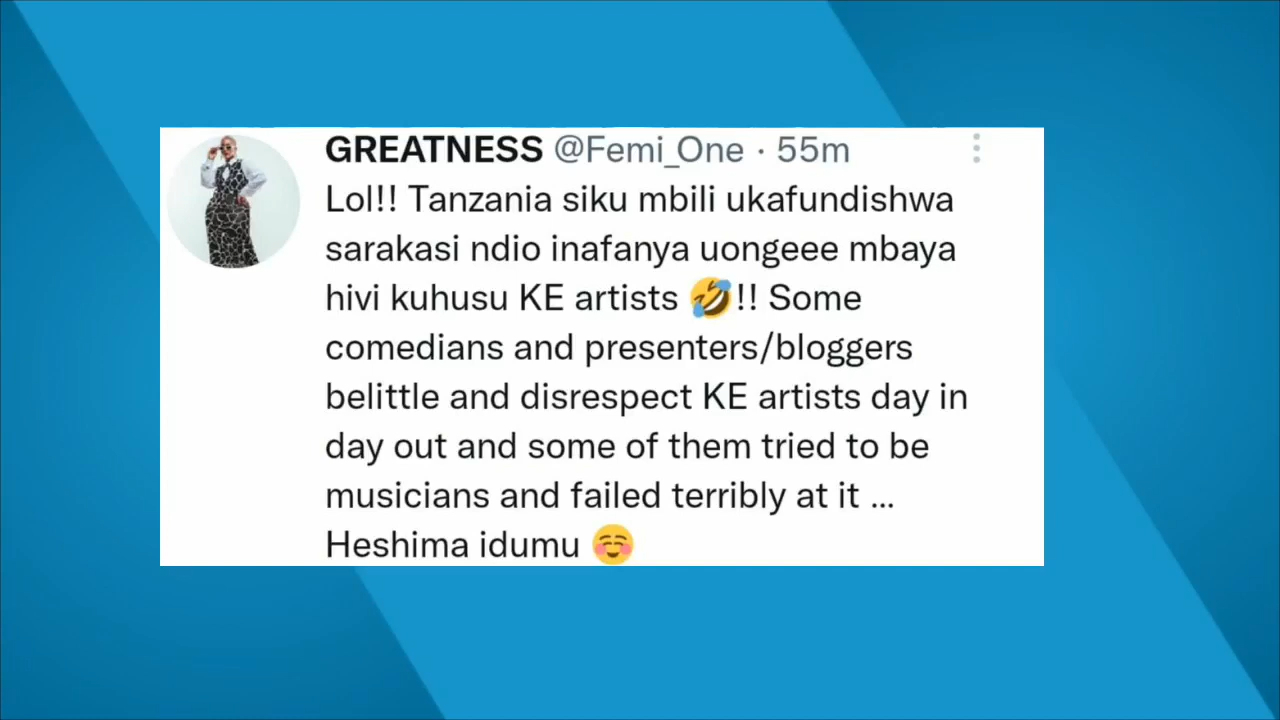 GREATNESS @Femi_One · 55m
Lol!! Tanzania siku mbili ukafundishwa
sarakasi ndio inafanya uongeee mbaya
hivi kuhusu KE artists 🤣!! Some
comedians and presenters/bloggers
belittle and disrespect KE artists day in
day out and some of them tried to be
musicians and failed terribly at it ...
Heshima idumu ☺️